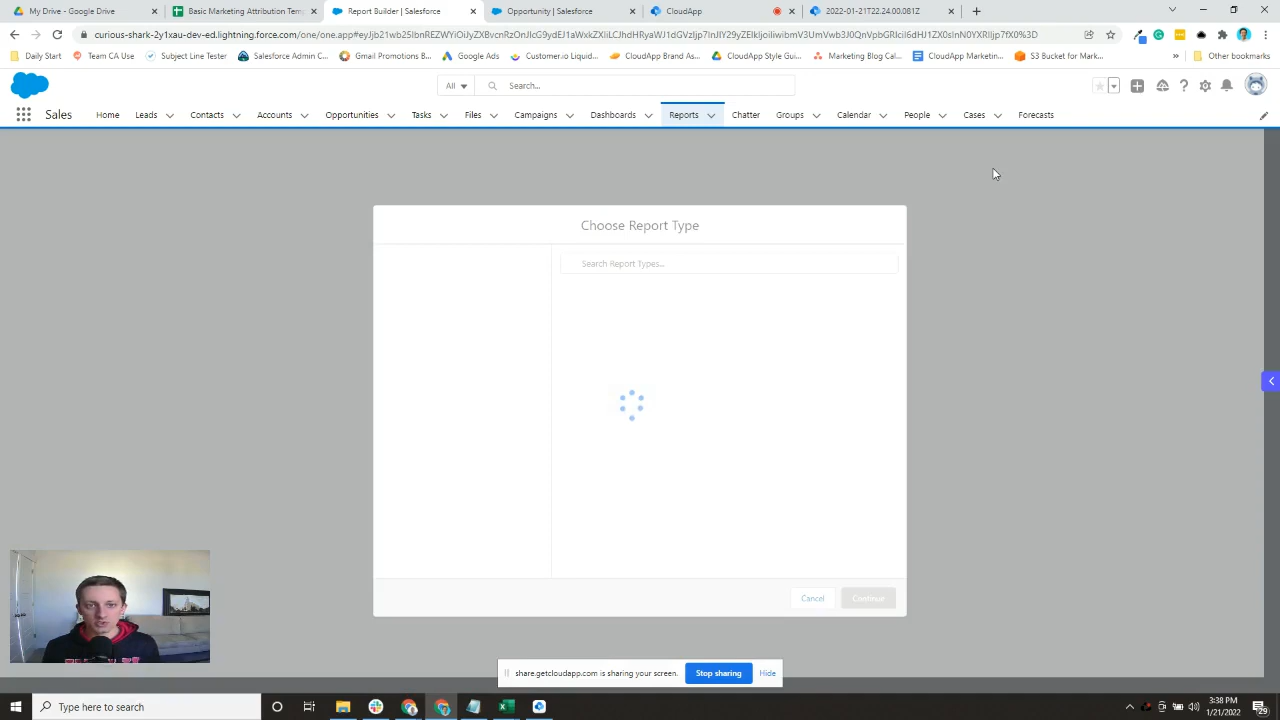 My Drive - Google Drive
Basic Marketing Attribution Tem
Report Builder | Salesforce
Opportunity | Salesforce
CloudApp
2022-01-21T22.24.00.081Z
Daily Start
Team CA Use
Subject Line Tester
Salesforce Admin C...
Gmail Promotions B...
Google Ads
Customer.io Liquid...
CloudApp Brand Ass...
CloudApp Style Gui...
Marketing Blog Cal...
CloudApp Marketin...
S3 Bucket for Mark...
»
Other bookmarks
All
Search...
Sales
Home
Leads
Contacts
Accounts
Opportunities
Tasks
Files
Campaigns
Dashboards
Reports
Chatter
Groups
Calendar
People
Cases
Forecasts
Choose Report Type
Search Report Types...
Cancel
Continue
share.getcloudapp.com is sharing your screen.
Stop sharing
Hide
Type here to search
3:38 PM
1/21/2022
29